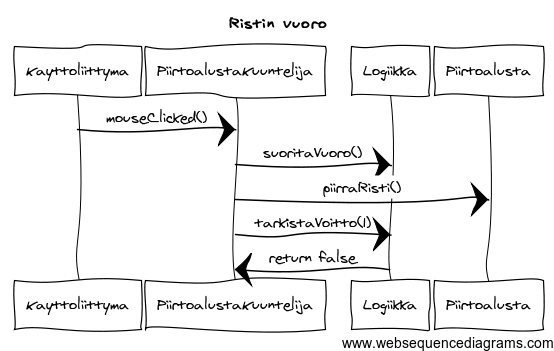 Ristin vuoro
Kayttoliittyma PiirtoalustaKuuntelija Logiikka Piirtoalusta
mouseClicked()
suoritaVuoro()
piirraRisti()
tarkistaVoitto(1)
return false
Kayttoliittyma PiirtoalustaKuuntelija Logiikka Piirtoalusta
www.websequencediagrams.com